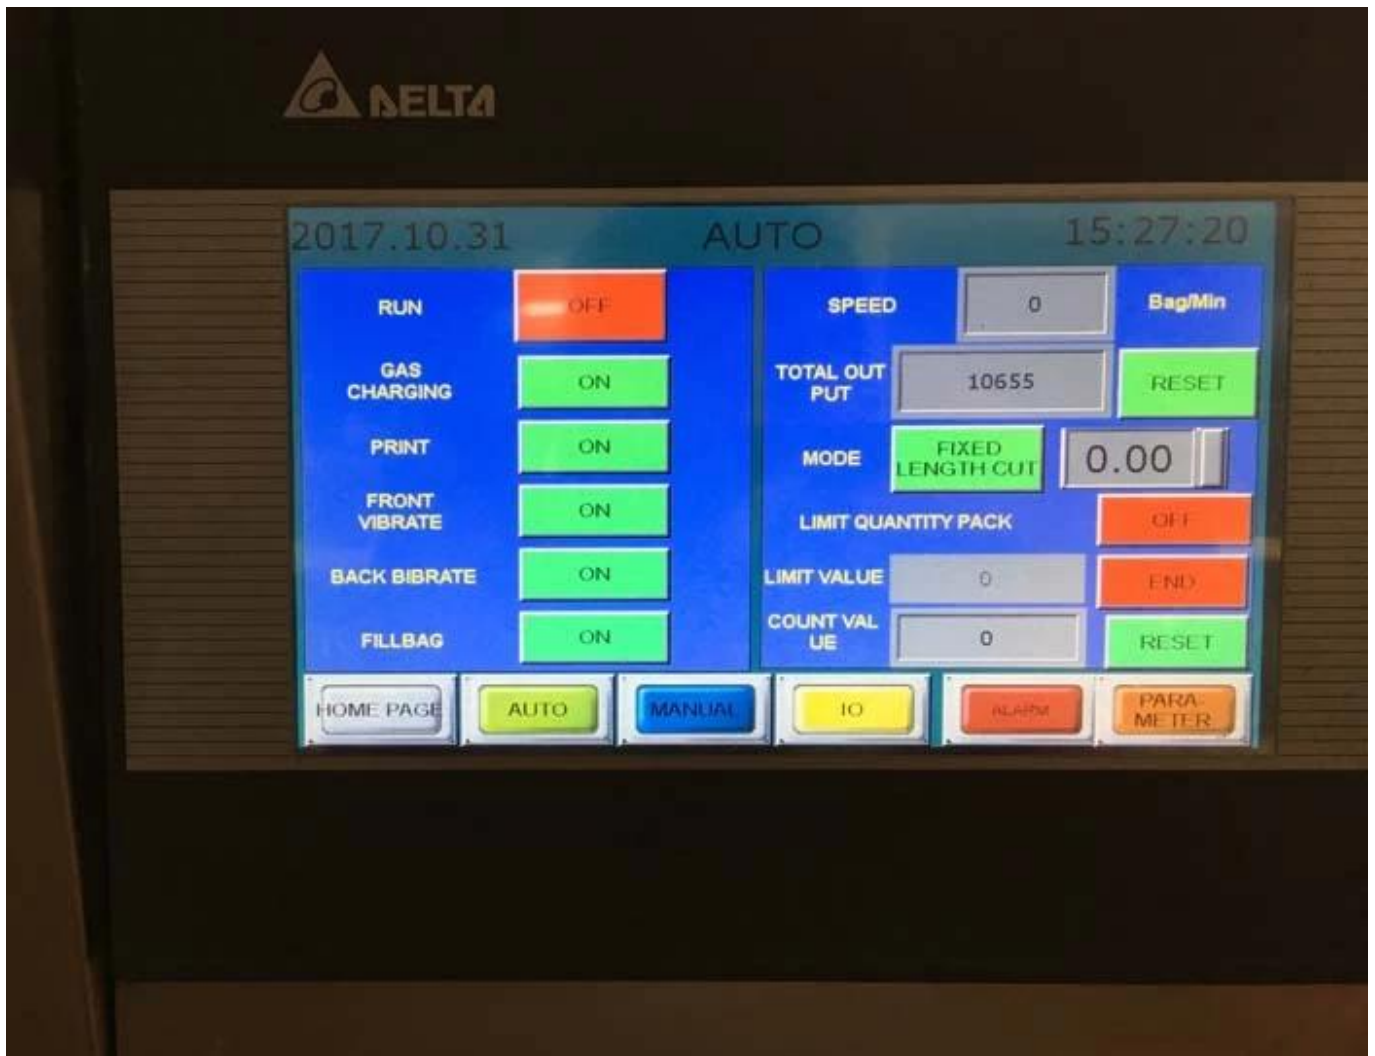 DELTA
2017.10.31 AUTO 15:27:20
RUN OFF
GAS
CHARGING ON
PRINT ON
FRONT
VIBRATE ON
BACK BIBRATE ON
FILLBAG ON
SPEED 0 Bag/Min
TOTAL OUT
PUT 10655 RESET
MODE FIXED
LENGTH CUT 0.00
LIMIT QUANTITY PACK OFF
LIMIT VALUE 0 END
COUNT VAL
UE 0 RESET
HOME PAGE AUTO MANUAL IO ALARM PARA-
METER